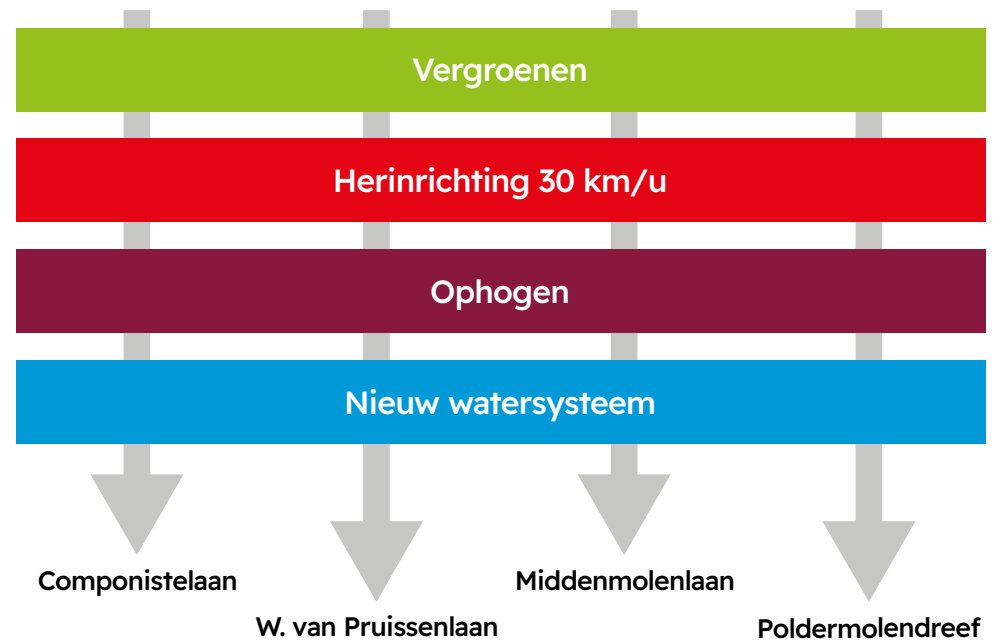 Vergroenen
Herinrichting 30 km/u
Ophogen
Nieuw watersysteem
Componistelaan
W. van Pruissenlaan
Middenmolenlaan
Poldermolendreef